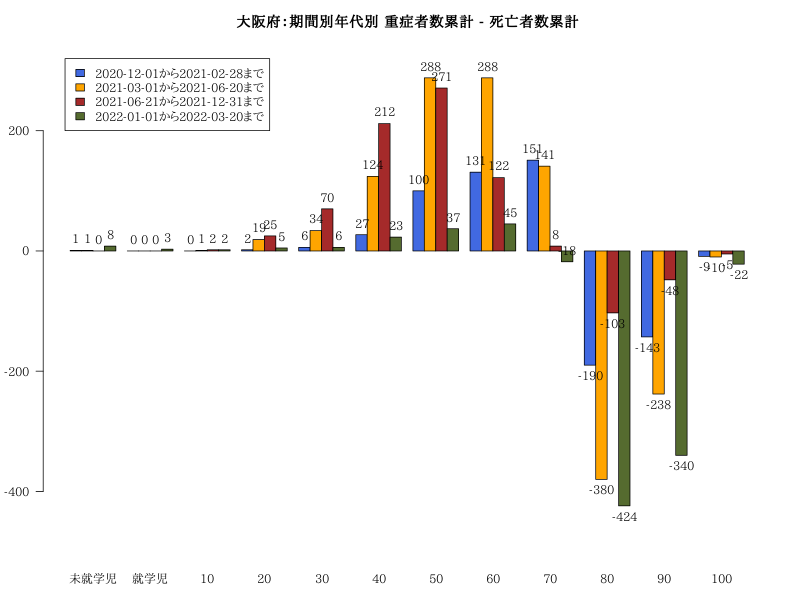 大阪府：期間別年代別 重症者数累計 - 死亡者数累計
2020-12-01から2021-02-28まで
2021-03-01から2021-06-20まで
2021-06-21から2021-12-31まで
2022-01-01から2022-03-20まで
200
0
-200
-400
1 1 0 8
0 0 0 3
0 1 2 2
2 19 25 5
6 34 70 6
27 124 212 23
100 288 271 37
131 288 122 45
151 141 8 -18
-190 -380 -103 -424
-143 -238 -48 -340
-9 -10 -5 -22
未就学児 就学児 10 20 30 40 50 60 70 80 90 100